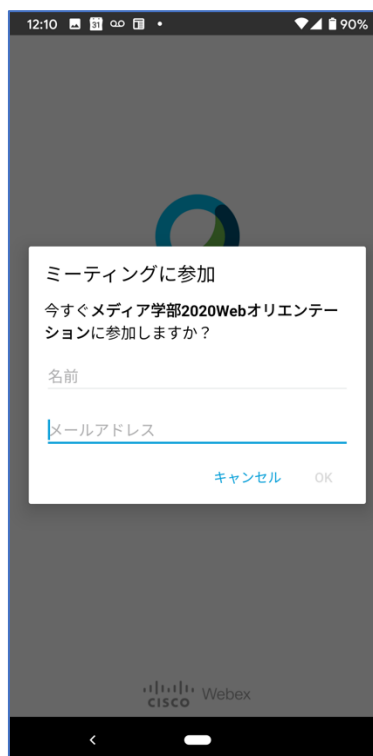 12:10 31 90%
ミーティングに参加
今すぐメディア学部2020Webオリエンテー
ションに参加しますか？
名前
メールアドレス
キャンセル OK
CISCO Webex